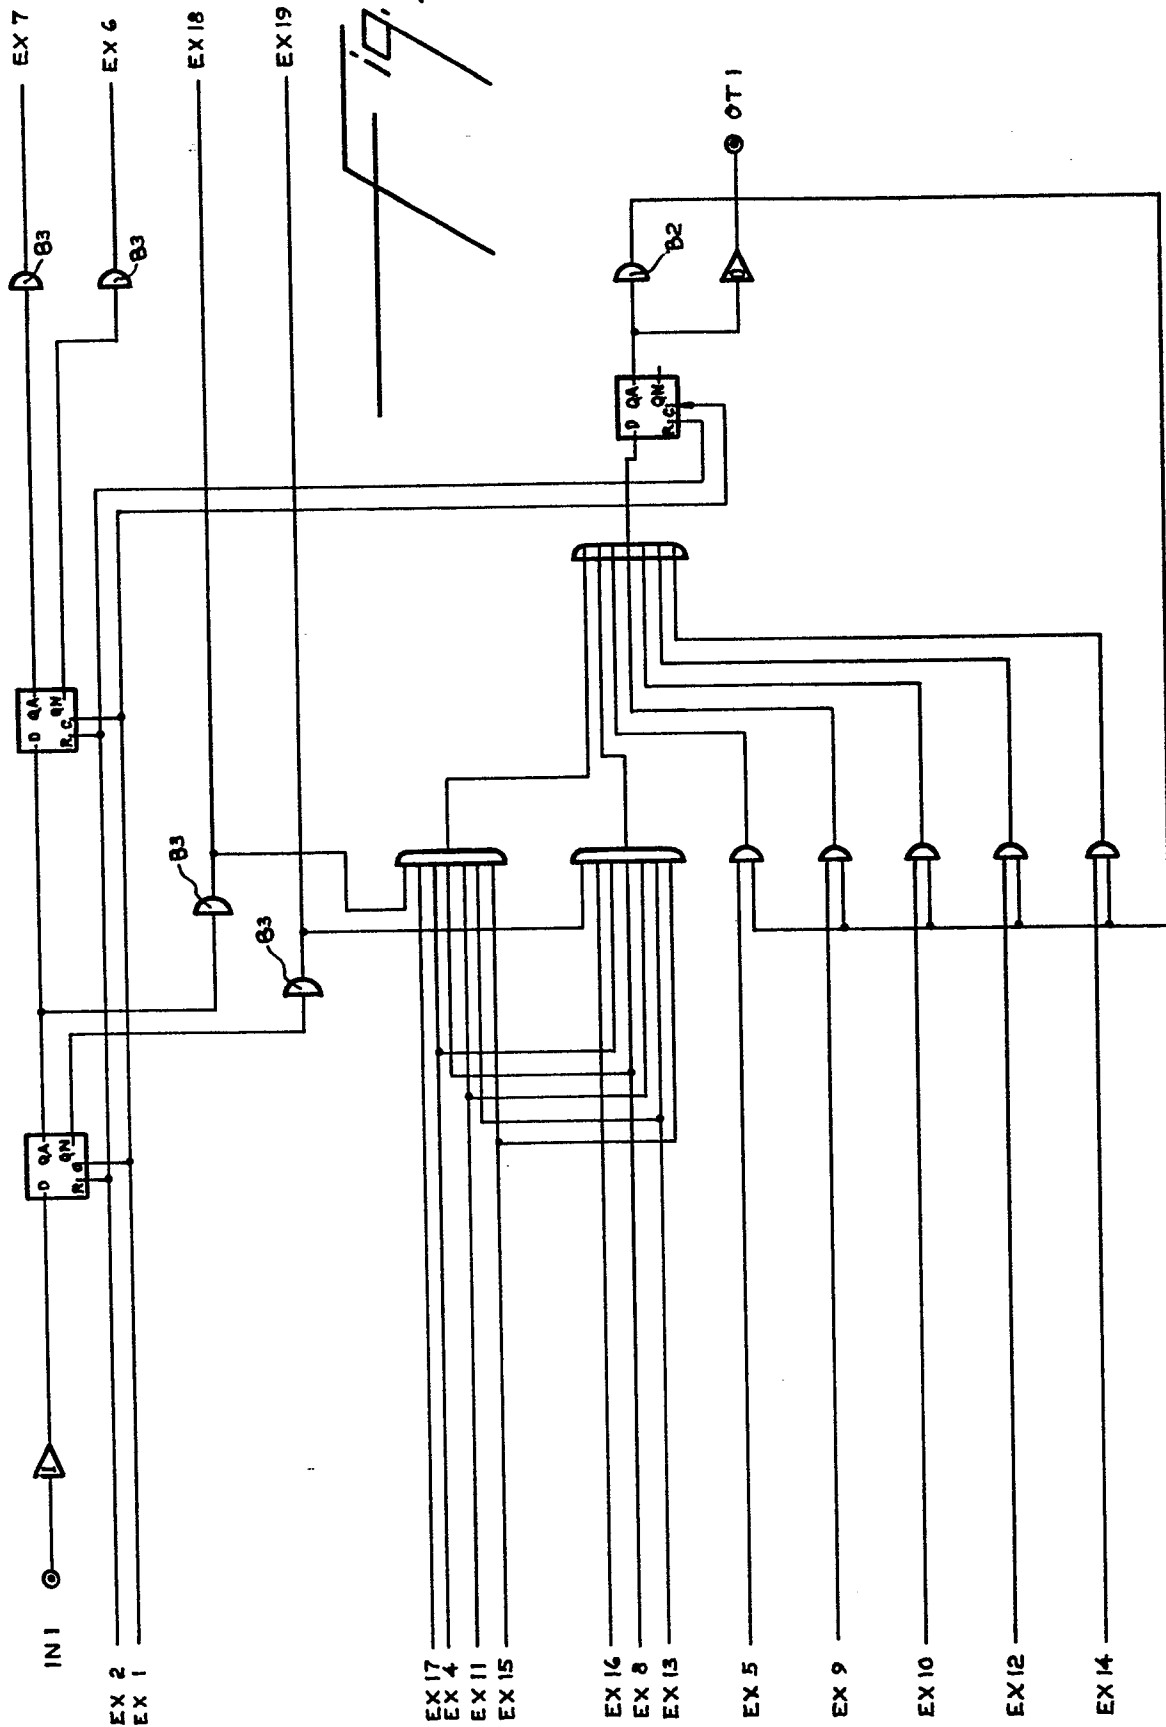 EX 7
EX 6
EX 18
EX 19
Fig.
B3
B3
D QA
QN
R C
B3
B3
IN 1
I
D QA
QN
R C
EX 2
EX 1
EX 17
EX 4
EX 11
EX 15
EX 16
EX 8
EX 13
EX 5
EX 9
EX 10
EX 12
EX 14
D QA
QN
R C
B2
O
OT 1